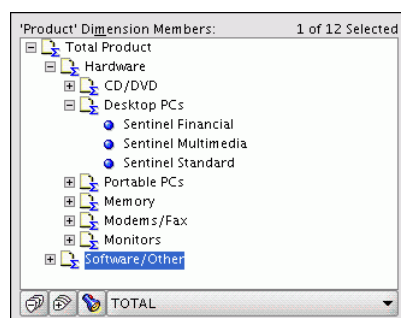 'Product' Dimension Members: 1 of 12 Selected
Total Product
Hardware
CD/DVD
Desktop PCs
Sentinel Financial
Sentinel Multimedia
Sentinel Standard
Portable PCs
Memory
Modems/Fax
Monitors
Software/Other
TOTAL